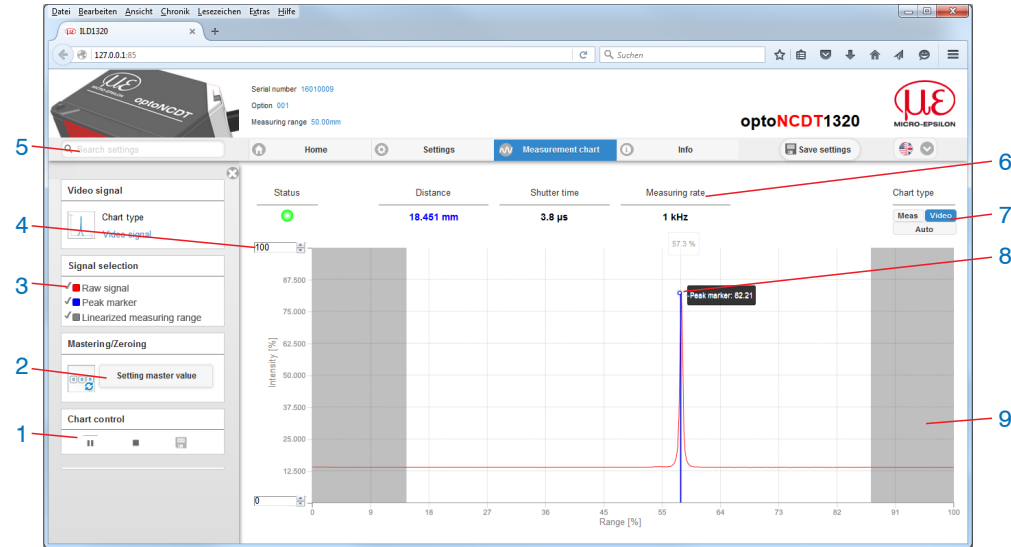 Datei Bearbeiten Ansicht Chronik Lesezeichen Extras Hilfe
ILD1320 × +
127.0.0.1:85
Suchen
optoNCDT
Serial number 16010009
Option 001
Measuring range 50.00mm
optoNCDT1320
με
MICRO-EPSILON
5
Search settings
Home
Settings
Measurement chart
Info
Save settings
6
Video signal
Chart type
Video signal
Status
Distance
Shutter time
Measuring rate
Chart type
18.451 mm
3.8 µs
1 kHz
Meas Video
Auto
7
4
100
57.3 %
8
Signal selection
3
Raw signal
Peak marker
Linearized measuring range
Peak marker: 82.21
87.500
75.000
62.500
50.000
37.500
25.000
12.500
0
Intensity [%]
Mastering/Zeroing
2
Setting master value
Chart control
1
9
0 9 18 27 36 45 55 64 73 82 91 100
Range [%]